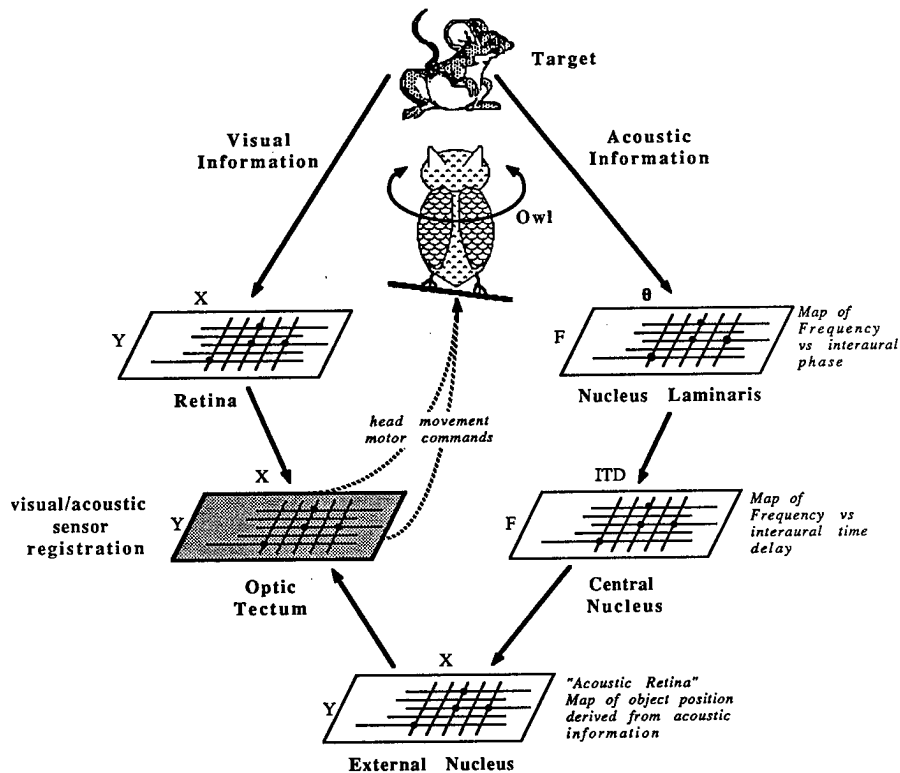 Target
Visual
Information
Acoustic
Information
Owl
X
Y
Retina
θ
F
Map of
Frequency
vs interaural
phase
Nucleus Laminaris
head movement
motor commands
X
Y
visual/acoustic
sensor
registration
Optic
Tectum
ITD
F
Map of
Frequency vs
interaural time
delay
Central
Nucleus
X
Y
"Acoustic Retina"
Map of object position
derived from acoustic
information
External Nucleus